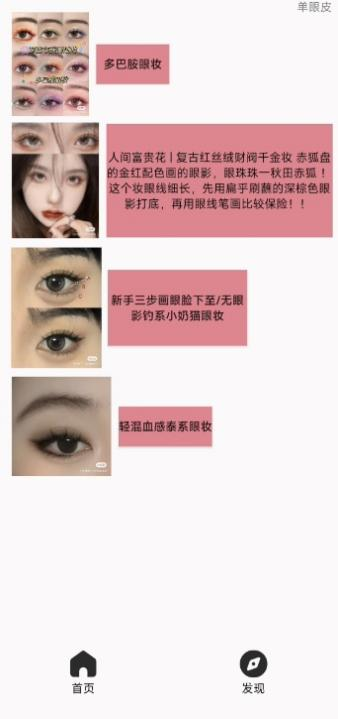 单眼皮
多巴胺眼妆
人间富贵花 | 复古红丝绒财阀千金妆 赤狐盘
的金红配色画的眼影，眼珠珠一秋田赤狐！
这个妆眼线细长，先用扁平刷蘸的深棕色眼
影打底，再用眼线笔画比较保险！！
新手三步画眼脸下至/无眼
影钓系小奶猫眼妆
轻混血感泰系眼妆
首页
发现